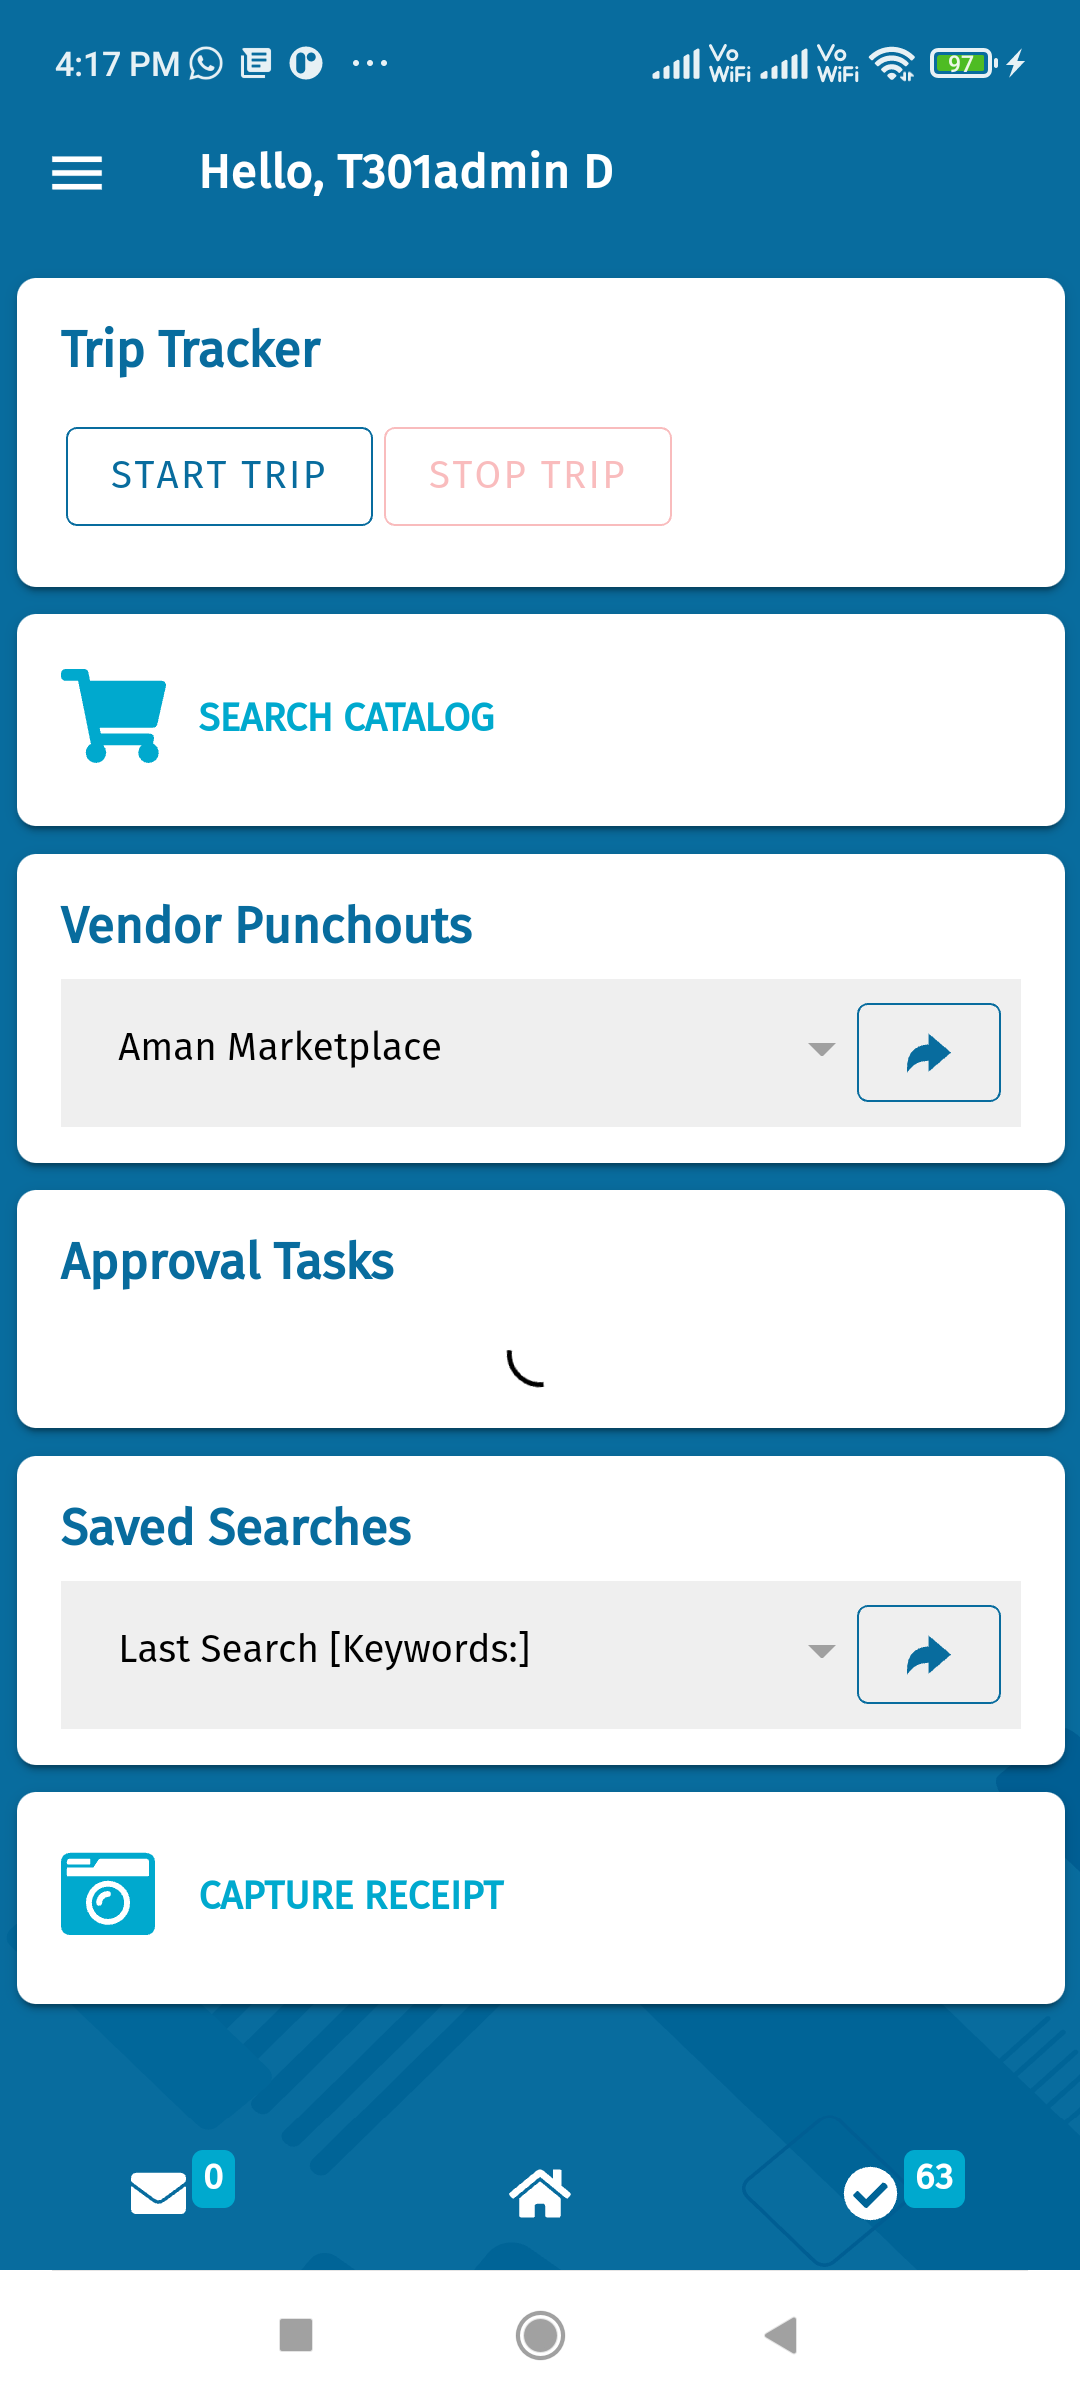 4:17 PM
Vo WiFi
Vo WiFi
97
Hello, T301admin D
Trip Tracker
START TRIP STOP TRIP
SEARCH CATALOG
Vendor Punchouts
Aman Marketplace
Approval Tasks
Saved Searches
Last Search [Keywords:]
CAPTURE RECEIPT
0
63